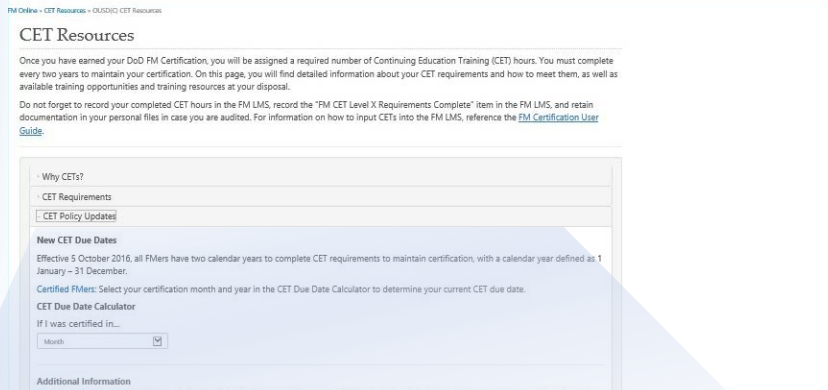 FM Online » CET Resources » OUSD(C) CET Resources
CET Resources
Once you have earned your DoD FM Certification, you will be assigned a required number of Continuing Education Training (CET) hours. You must complete
every two years to maintain your certification. On this page, you will find detailed information about your CET requirements and how to meet them, as well as
available training opportunities and training resources at your disposal.
Do not forget to record your completed CET hours in the FM LMS, record the "FM CET Level X Requirements Complete" item in the FM LMS, and retain
documentation in your personal files in case you are audited. For information on how to input CETs into the FM LMS, reference the FM Certification User
Guide.
Why CETs?
CET Requirements
CET Policy Updates
New CET Due Dates
Effective 5 October 2016, all FMers have two calendar years to complete CET requirements to maintain certification, with a calendar year defined as 1
January – 31 December.
Certified FMers: Select your certification month and year in the CET Due Date Calculator to determine your current CET due date.
CET Due Date Calculator
If I was certified in...
Month
Additional Information